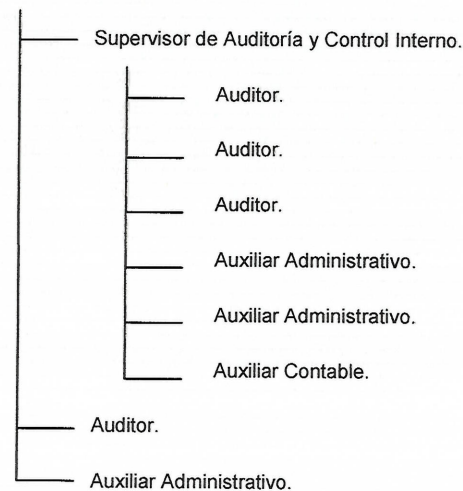 Supervisor de Auditoría y Control Interno.
Auditor.
Auditor.
Auditor.
Auxiliar Administrativo.
Auxiliar Administrativo.
Auxiliar Contable.
Auditor.
Auxiliar Administrativo.